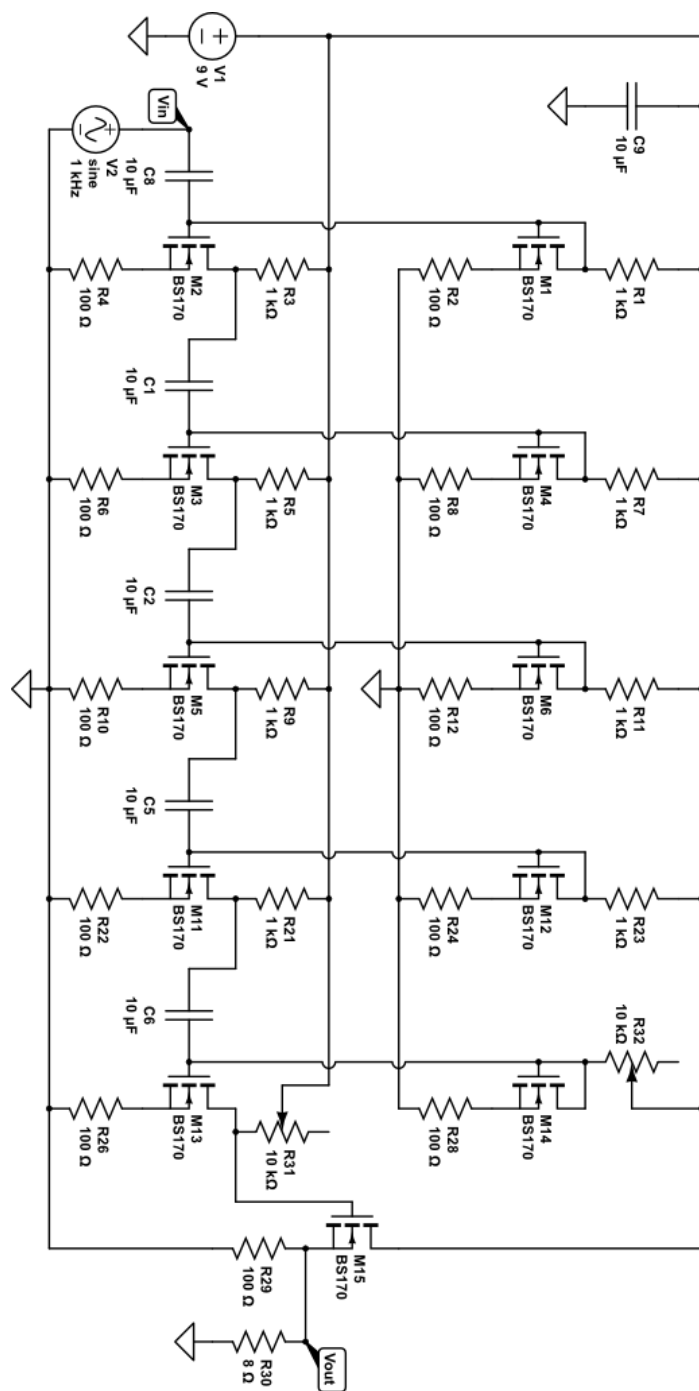 C9
10 µF
R32
10 kΩ
R1
1 kΩ
R7
1 kΩ
R11
1 kΩ
R23
1 kΩ
M1
BS170
M4
BS170
M6
BS170
M12
BS170
M14
BS170
R2
100 Ω
R8
100 Ω
R12
100 Ω
R24
100 Ω
R28
100 Ω
M15
BS170
Vout
V1
9 V
R3
1 kΩ
R5
1 kΩ
R9
1 kΩ
R21
1 kΩ
R31
10 kΩ
R29
100 Ω
R30
8 Ω
Vin
C8
10 µF
M2
BS170
C1
10 µF
M3
BS170
C2
10 µF
M5
BS170
C5
10 µF
M11
BS170
C6
10 µF
M13
BS170
V2
sine
1 kHz
R4
100 Ω
R6
100 Ω
R10
100 Ω
R22
100 Ω
R26
100 Ω